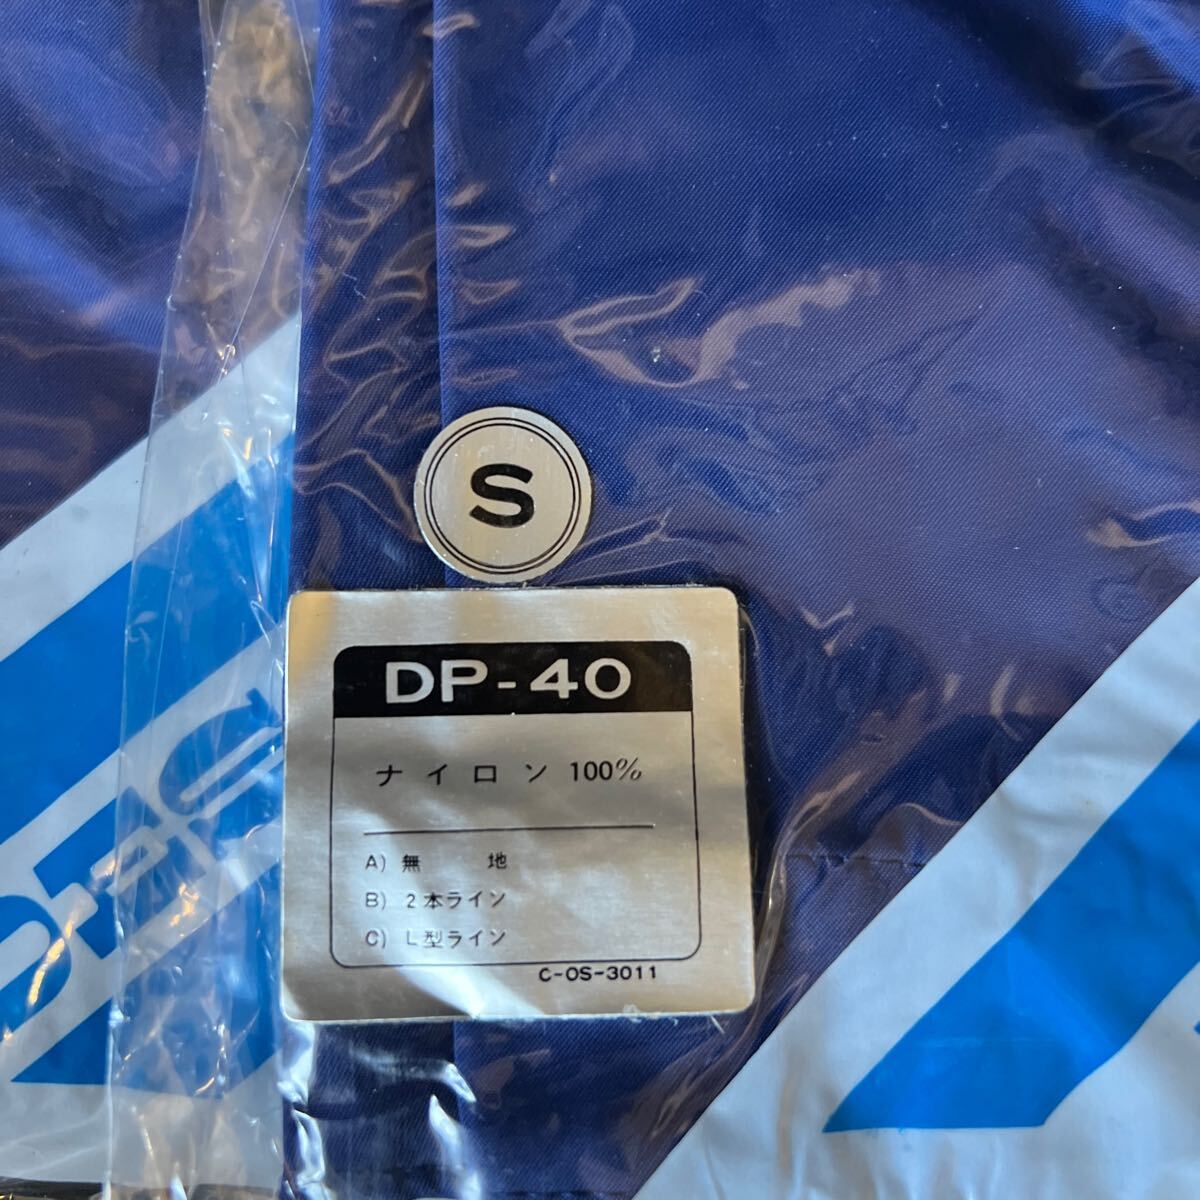 S
DP-40
ナイロン 100%
A) 無 地
B) 2本ライン
C) L型ライン
C-OS-3011